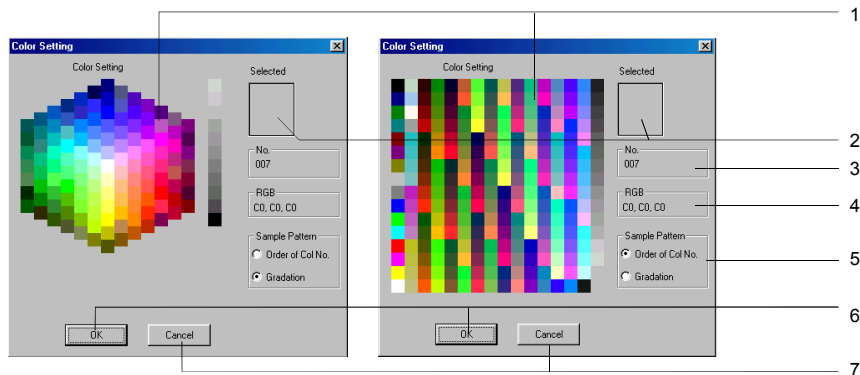 1
Color Setting
Color Setting
Selected
No.
007
RGB
C0, C0, C0
Sample Pattern
Order of Col No.
Gradation
OK
Cancel
Color Setting
Color Setting
Selected
No.
007
RGB
C0, C0, C0
Sample Pattern
Order of Col No.
Gradation
OK
Cancel
2
3
4
5
6
7